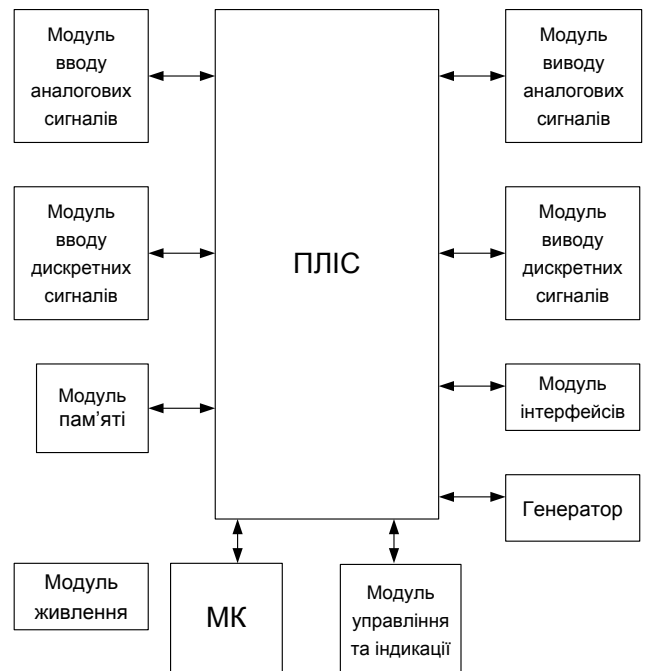 Модуль
вводу
аналогових
сигналів
Модуль
виводу
аналогових
сигналів
Модуль
вводу
дискретних
сигналів
ПЛІС
Модуль
виводу
дискретних
сигналів
Модуль
пам’яті
Модуль
інтерфейсів
Генератор
Модуль
живлення
МК
Модуль
управління
та індикації